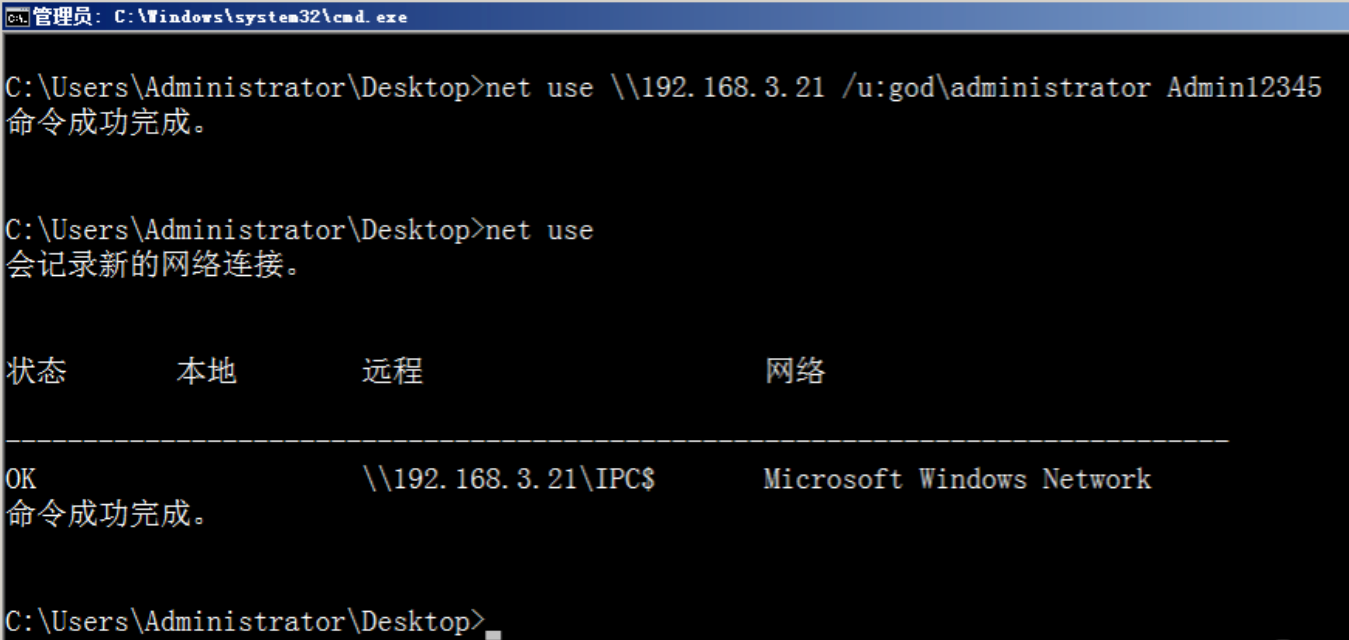 管理员: C:\Windows\system32\cmd.exe
C:\Users\Administrator\Desktop>net use \\192.168.3.21 /u:god\administrator Admin12345
命令成功完成。
C:\Users\Administrator\Desktop>net use
会记录新的网络连接。
状态 本地 远程 网络
-------------------------------------------------------------------------------
OK \\192.168.3.21\IPC$ Microsoft Windows Network
命令成功完成。
C:\Users\Administrator\Desktop>